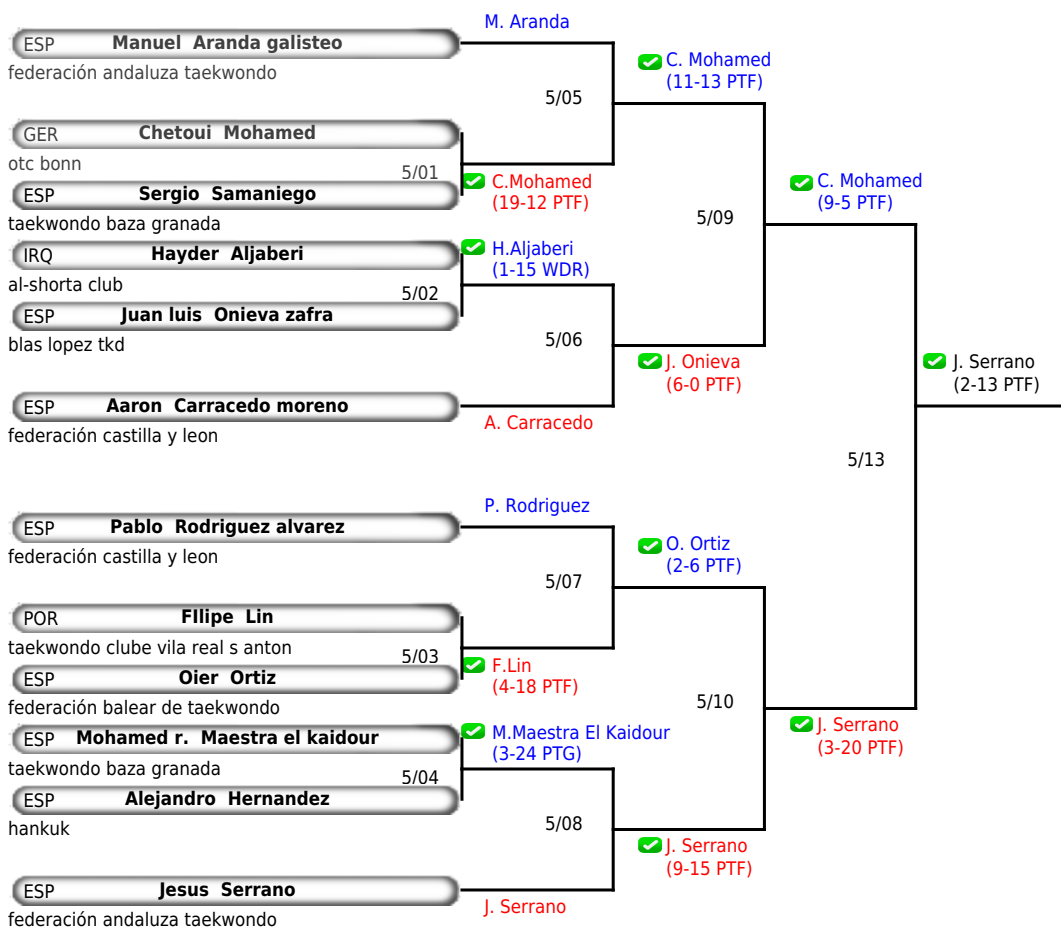 M. Aranda
ESP Manuel Aranda galisteo
federación andaluza taekwondo
C. Mohamed
(11-13 PTF)
5/05
GER Chetoui Mohamed
otc bonn
5/01
C.Mohamed
(19-12 PTF)
ESP Sergio Samaniego
taekwondo baza granada
C. Mohamed
(9-5 PTF)
5/09
IRQ Hayder Aljaberi
al-shorta club
H.Aljaberi
(1-15 WDR)
5/02
ESP Juan luis Onieva zafra
blas lopez tkd
5/06
J. Onieva
(6-0 PTF)
J. Serrano
(2-13 PTF)
ESP Aaron Carracedo moreno
federación castilla y leon
A. Carracedo
5/13
P. Rodriguez
ESP Pablo Rodriguez alvarez
federación castilla y leon
O. Ortiz
(2-6 PTF)
5/07
POR FIlipe Lin
taekwondo clube vila real s anton
5/03
F.Lin
(4-18 PTF)
ESP Oier Ortiz
federación balear de taekwondo
5/10
J. Serrano
(3-20 PTF)
ESP Mohamed r. Maestra el kaidour
taekwondo baza granada
M.Maestra El Kaidour
(3-24 PTG)
5/04
ESP Alejandro Hernandez
hankuk
5/08
J. Serrano
(9-15 PTF)
ESP Jesus Serrano
federación andaluza taekwondo
J. Serrano